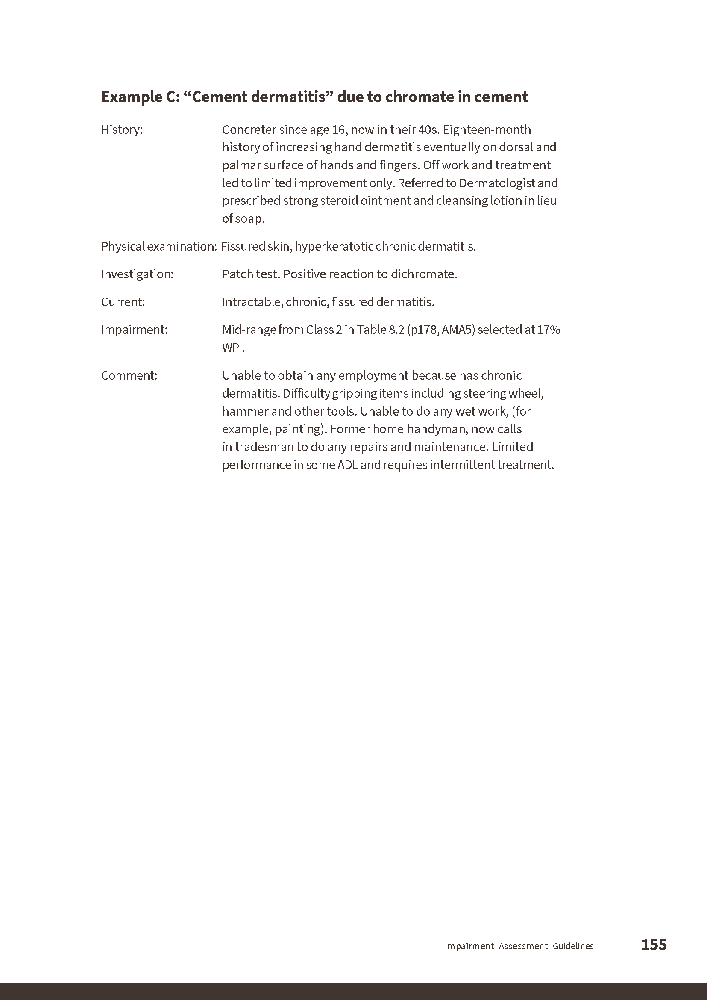 Example C: “Cement dermatitis” due to chromate in cement
History: Concreter since age 16, now in their 40s. Eighteen-month
history of increasing hand dermatitis eventually on dorsal and
palmar surface of hands and fingers. Off work and treatment
led to limited improvement only. Referred to Dermatologist and
prescribed strong steroid ointment and cleansing lotion in lieu
of soap.
Physical examination: Fissured skin, hyperkeratotic chronic dermatitis.
Investigation: Patch test. Positive reaction to dichromate.
Current: Intractable, chronic, fissured dermatitis.
Impairment: Mid-range from Class 2 in Table 8.2 (p178, AMA5) selected at 17%
WPI.
Comment: Unable to obtain any employment because has chronic
dermatitis. Difficulty gripping items including steering wheel,
hammer and other tools. Unable to do any wet work, (for
example, painting). Former home handyman, now calls
in tradesman to do any repairs and maintenance. Limited
performance in some ADL and requires intermittent treatment.
Impairment Assessment Guidelines 155